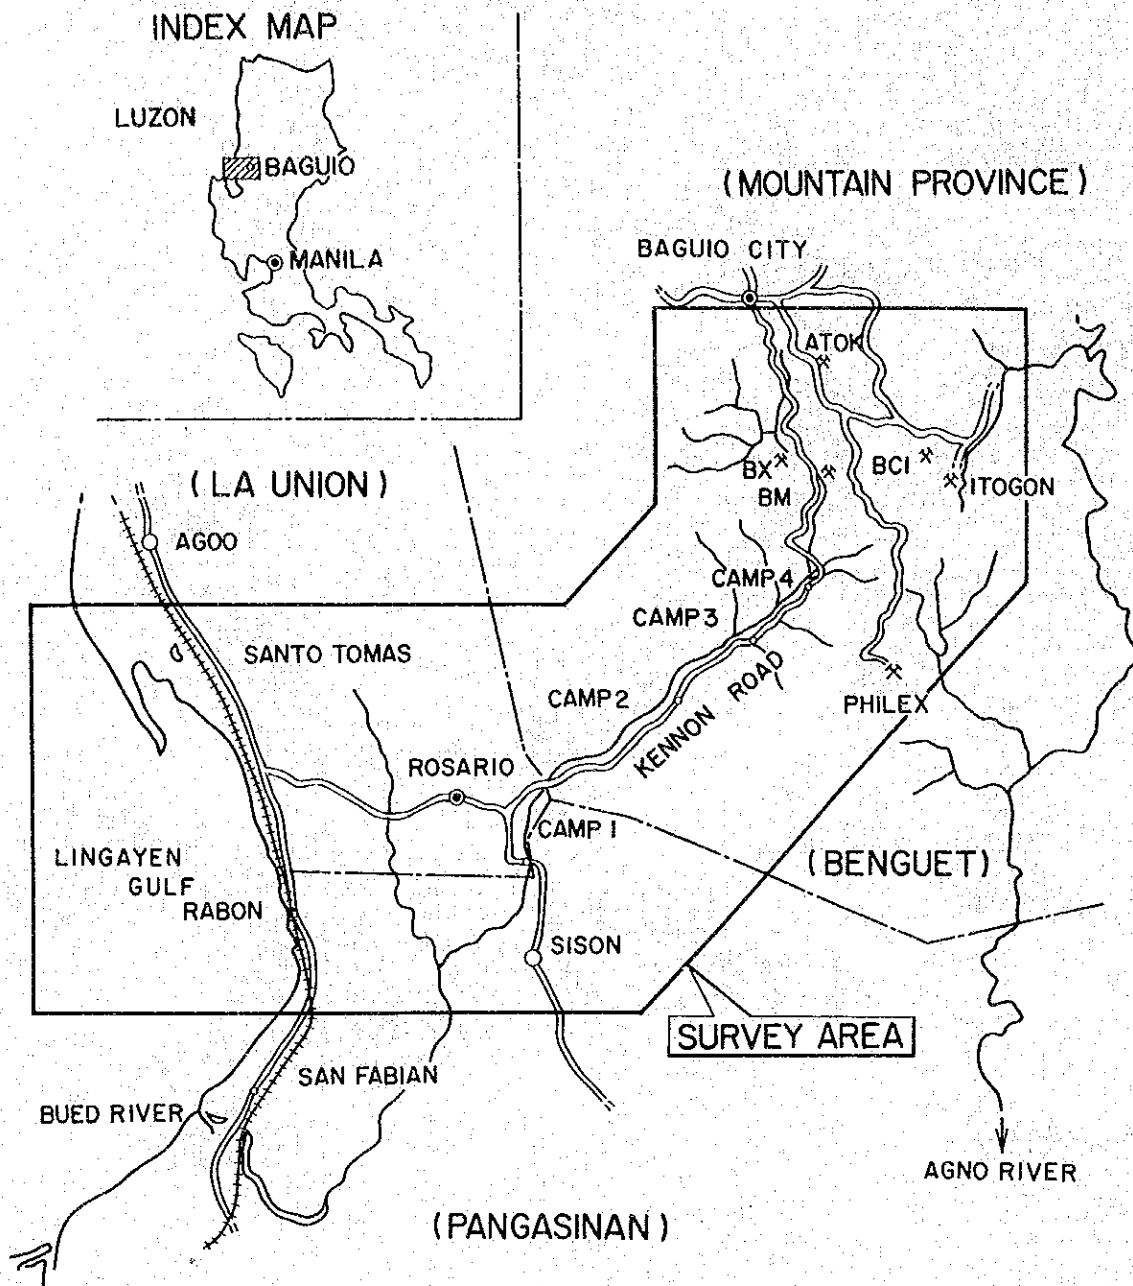 INDEX MAP
LUZON
BAGUIO
MANILA
(MOUNTAIN PROVINCE)
BAGUIO CITY
ATOK
(LA UNION)
BX
BM
BCI
ITOGON
AGOO
CAMP 4
CAMP 3
SANTO TOMAS
CAMP 2
KENNON ROAD
PHILEX
ROSARIO
CAMP 1
LINGAYEN
GULF
(BENGUET)
RABON
SISON
SURVEY AREA
SAN FABIAN
BUED RIVER
AGNO RIVER
(PANGASINAN)